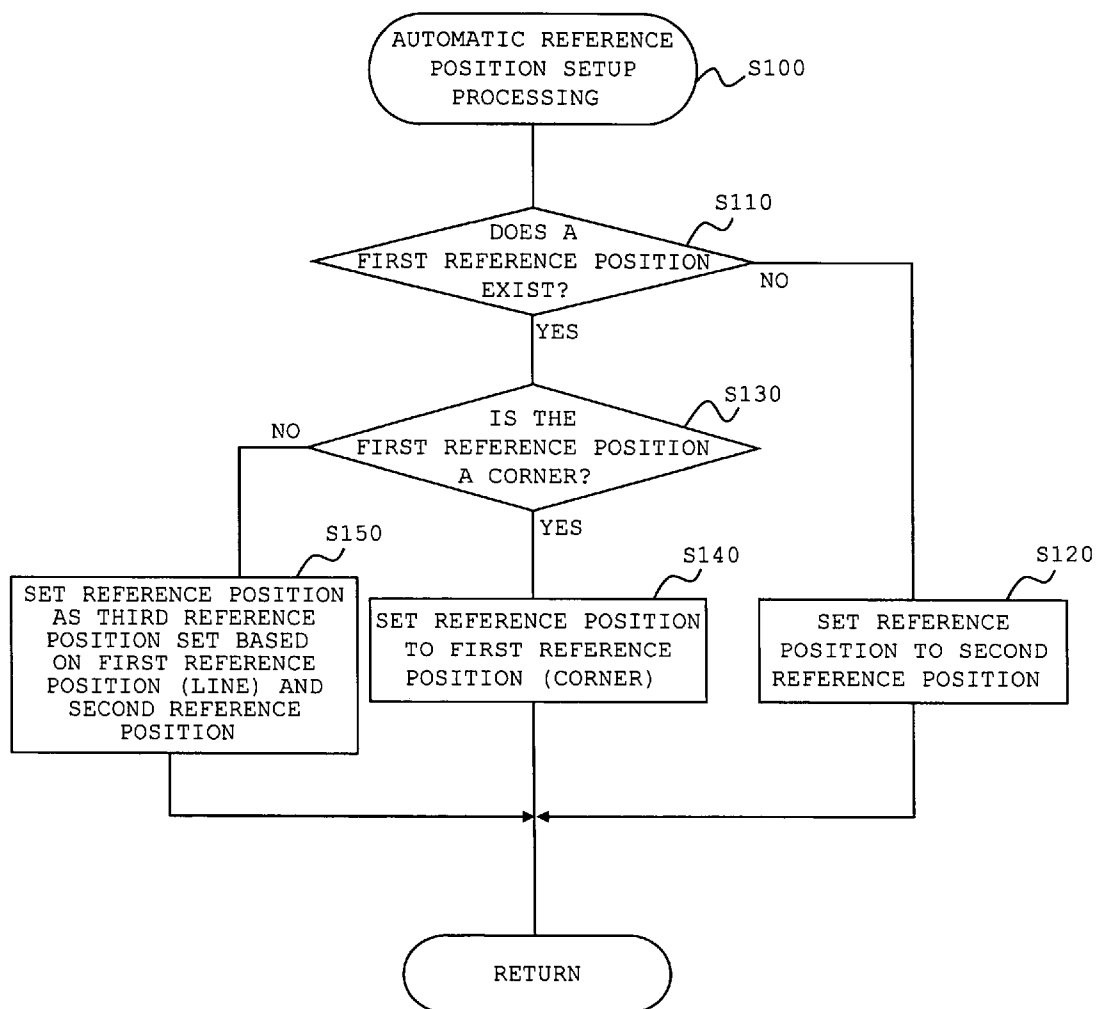 AUTOMATIC REFERENCE
POSITION SETUP
PROCESSING
S100
S110
DOES A
FIRST REFERENCE POSITION
EXIST?
NO
YES
S130
IS THE
FIRST REFERENCE POSITION
A CORNER?
NO
YES
S150
SET REFERENCE POSITION
AS THIRD REFERENCE
POSITION SET BASED
ON FIRST REFERENCE
POSITION (LINE) AND
SECOND REFERENCE
POSITION
S140
SET REFERENCE POSITION
TO FIRST REFERENCE
POSITION (CORNER)
S120
SET REFERENCE
POSITION TO SECOND
REFERENCE POSITION
RETURN